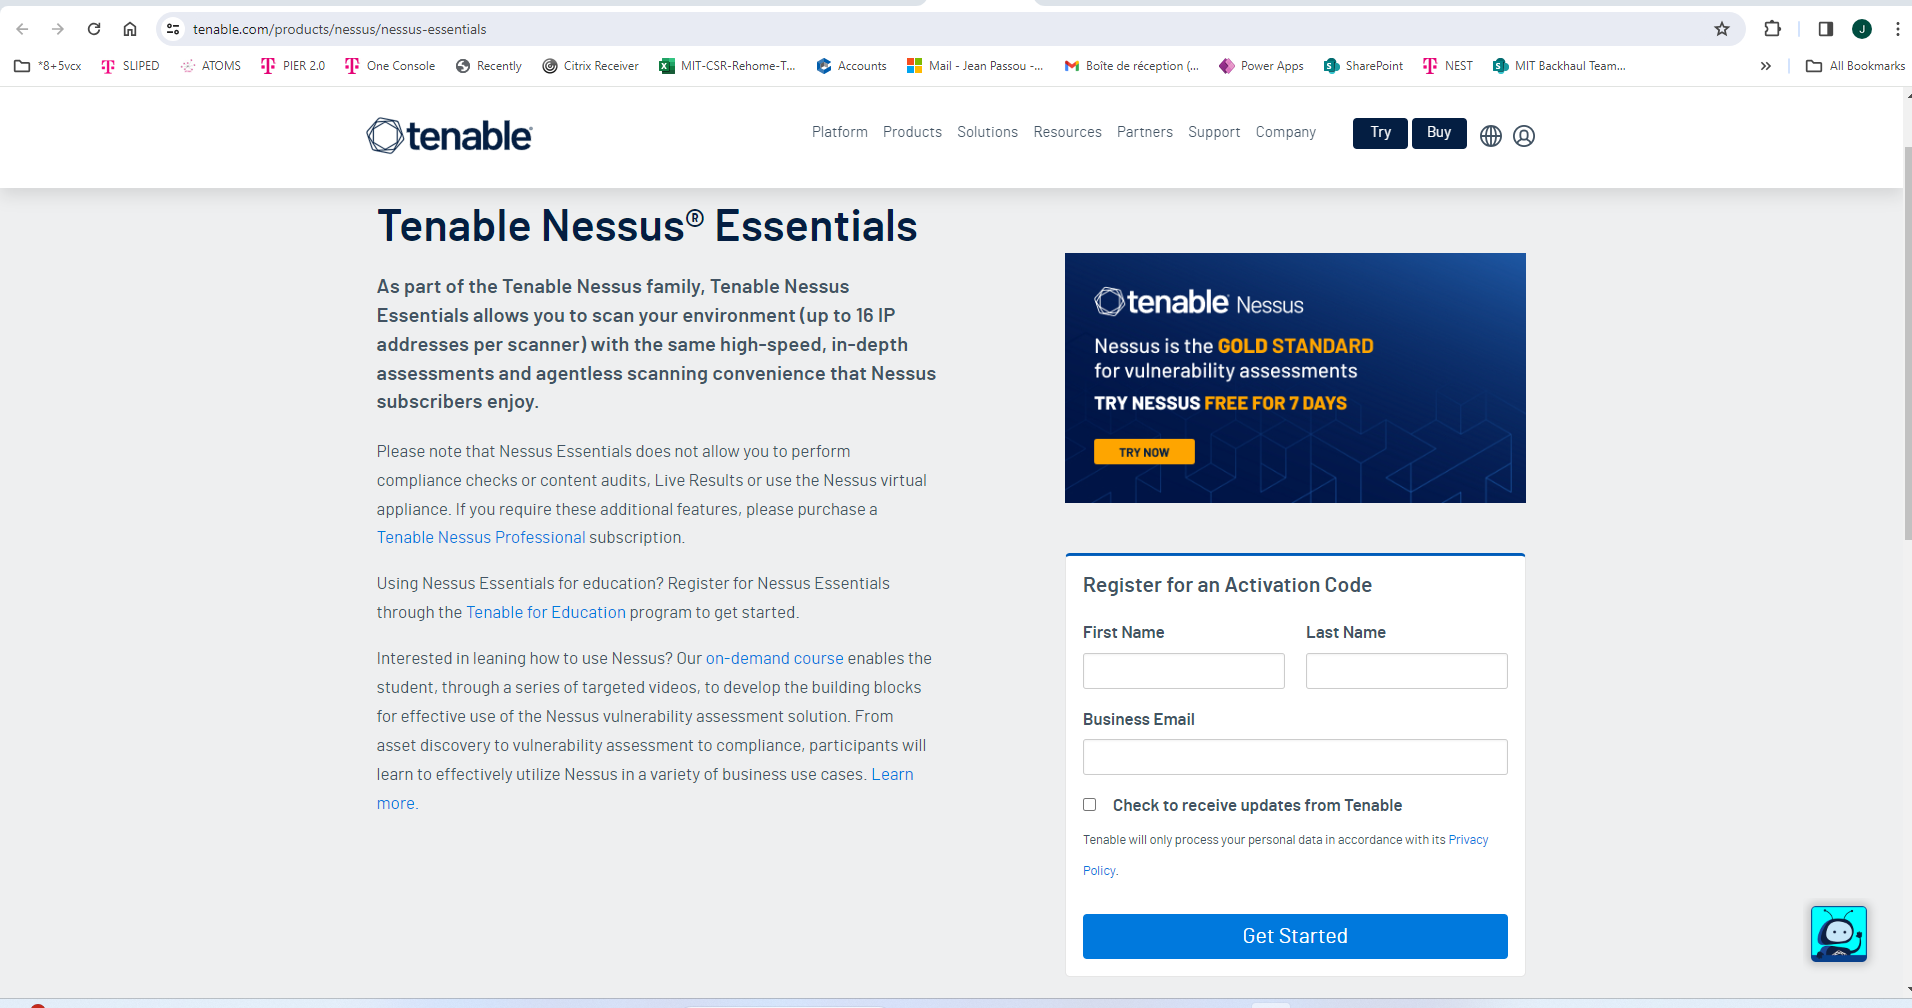 tenable.com/products/nessus/nessus-essentials
J
*8+5vcx SLIPED ATOMS PIER 2.0 One Console Recently Citrix Receiver MIT-CSR-Rehome-T... Accounts Mail - Jean Passou -... Boîte de réception (... Power Apps SharePoint NEST MIT Backhaul Team... » All Bookmarks
tenable
Platform Products Solutions Resources Partners Support Company Try Buy
Tenable Nessus® Essentials
As part of the Tenable Nessus family, Tenable Nessus
Essentials allows you to scan your environment (up to 16 IP
addresses per scanner) with the same high-speed, in-depth
assessments and agentless scanning convenience that Nessus
subscribers enjoy.
Please note that Nessus Essentials does not allow you to perform
compliance checks or content audits, Live Results or use the Nessus virtual
appliance. If you require these additional features, please purchase a
Tenable Nessus Professional subscription.
Using Nessus Essentials for education? Register for Nessus Essentials
through the Tenable for Education program to get started.
Interested in leaning how to use Nessus? Our on-demand course enables the
student, through a series of targeted videos, to develop the building blocks
for effective use of the Nessus vulnerability assessment solution. From
asset discovery to vulnerability assessment to compliance, participants will
learn to effectively utilize Nessus in a variety of business use cases. Learn
more.
tenable Nessus
Nessus is the GOLD STANDARD
for vulnerability assessments
TRY NESSUS FREE FOR 7 DAYS
TRY NOW
Register for an Activation Code
First Name Last Name
Business Email
Check to receive updates from Tenable
Tenable will only process your personal data in accordance with its Privacy
Policy.
Get Started